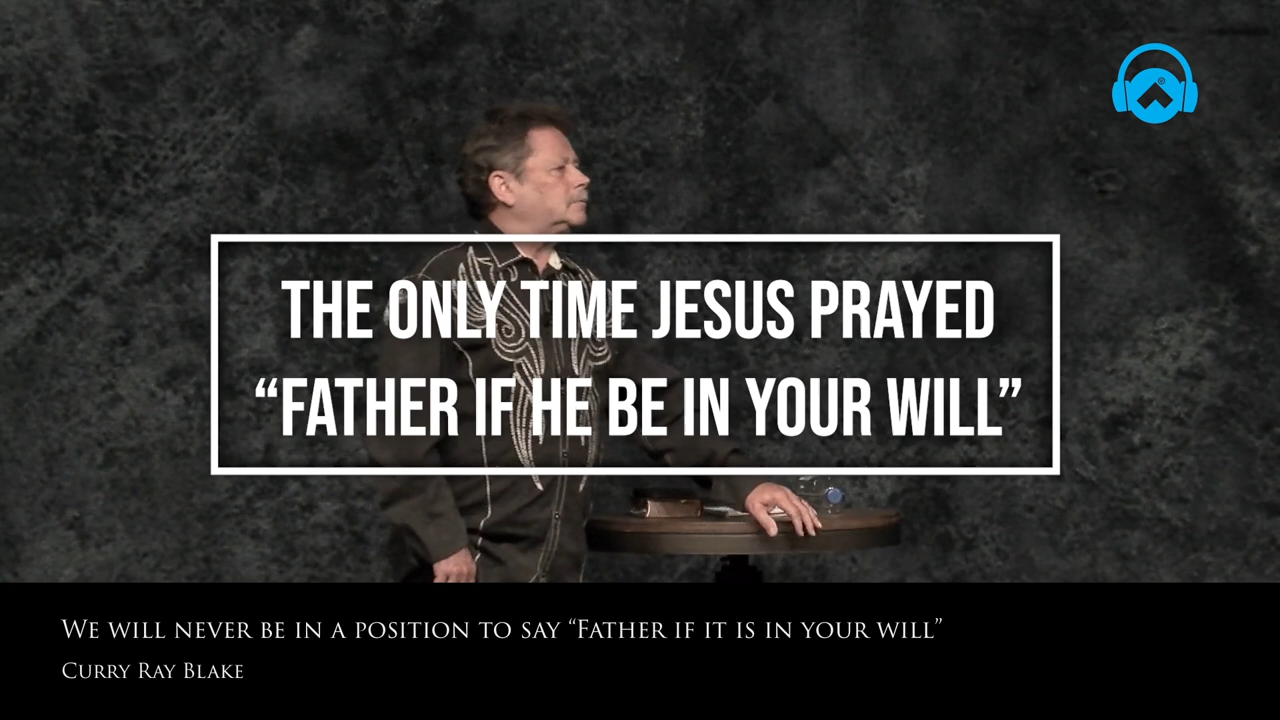 THE ONLY TIME JESUS PRAYED
“FATHER IF HE BE IN YOUR WILL”
We will never be in a position to say “Father if it is in your will”
Curry Ray Blake